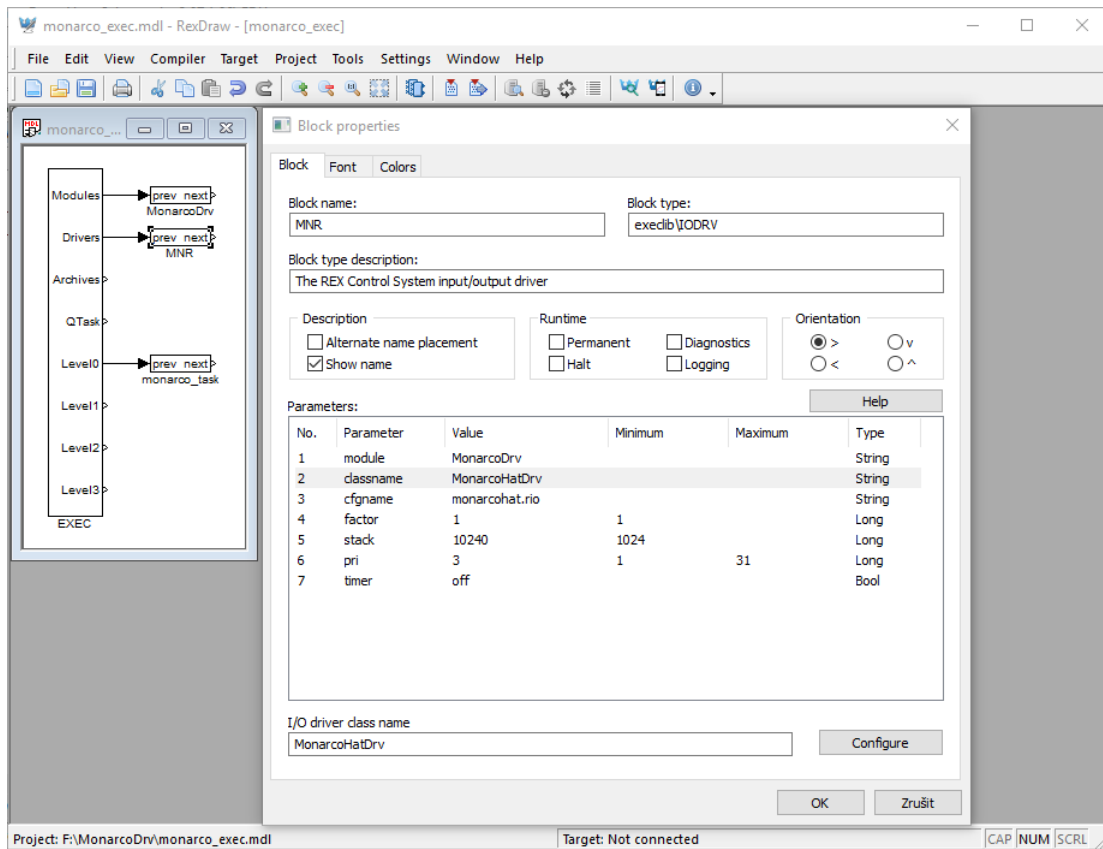 monarco_exec.mdl - RexDraw - [monarco_exec]
File Edit View Compiler Target Project Tools Settings Window Help
monarco_...
Modules prev next
MonarcoDrv
Drivers prev next
MNR
Archives
QTask
Level0 prev next
monarco_task
Level1
Level2
Level3
EXEC
Block properties
Block Font Colors
Block name: Block type:
MNR execlib\IODRV
Block type description:
The REX Control System input/output driver
Description Runtime Orientation
Alternate name placement Permanent Diagnostics > v
Show name Halt Logging < ^
Help
Parameters:
No. Parameter Value Minimum Maximum Type
1 module MonarcoDrv String
2 classname MonarcoHatDrv String
3 cfgname monarcohat.rio String
4 factor 1 1 Long
5 stack 10240 1024 Long
6 pri 3 1 31 Long
7 timer off Bool
I/O driver class name
MonarcoHatDrv Configure
OK Zrušit
Project: F:\MonarcoDrv\monarco_exec.mdl Target: Not connected CAP NUM SCRL